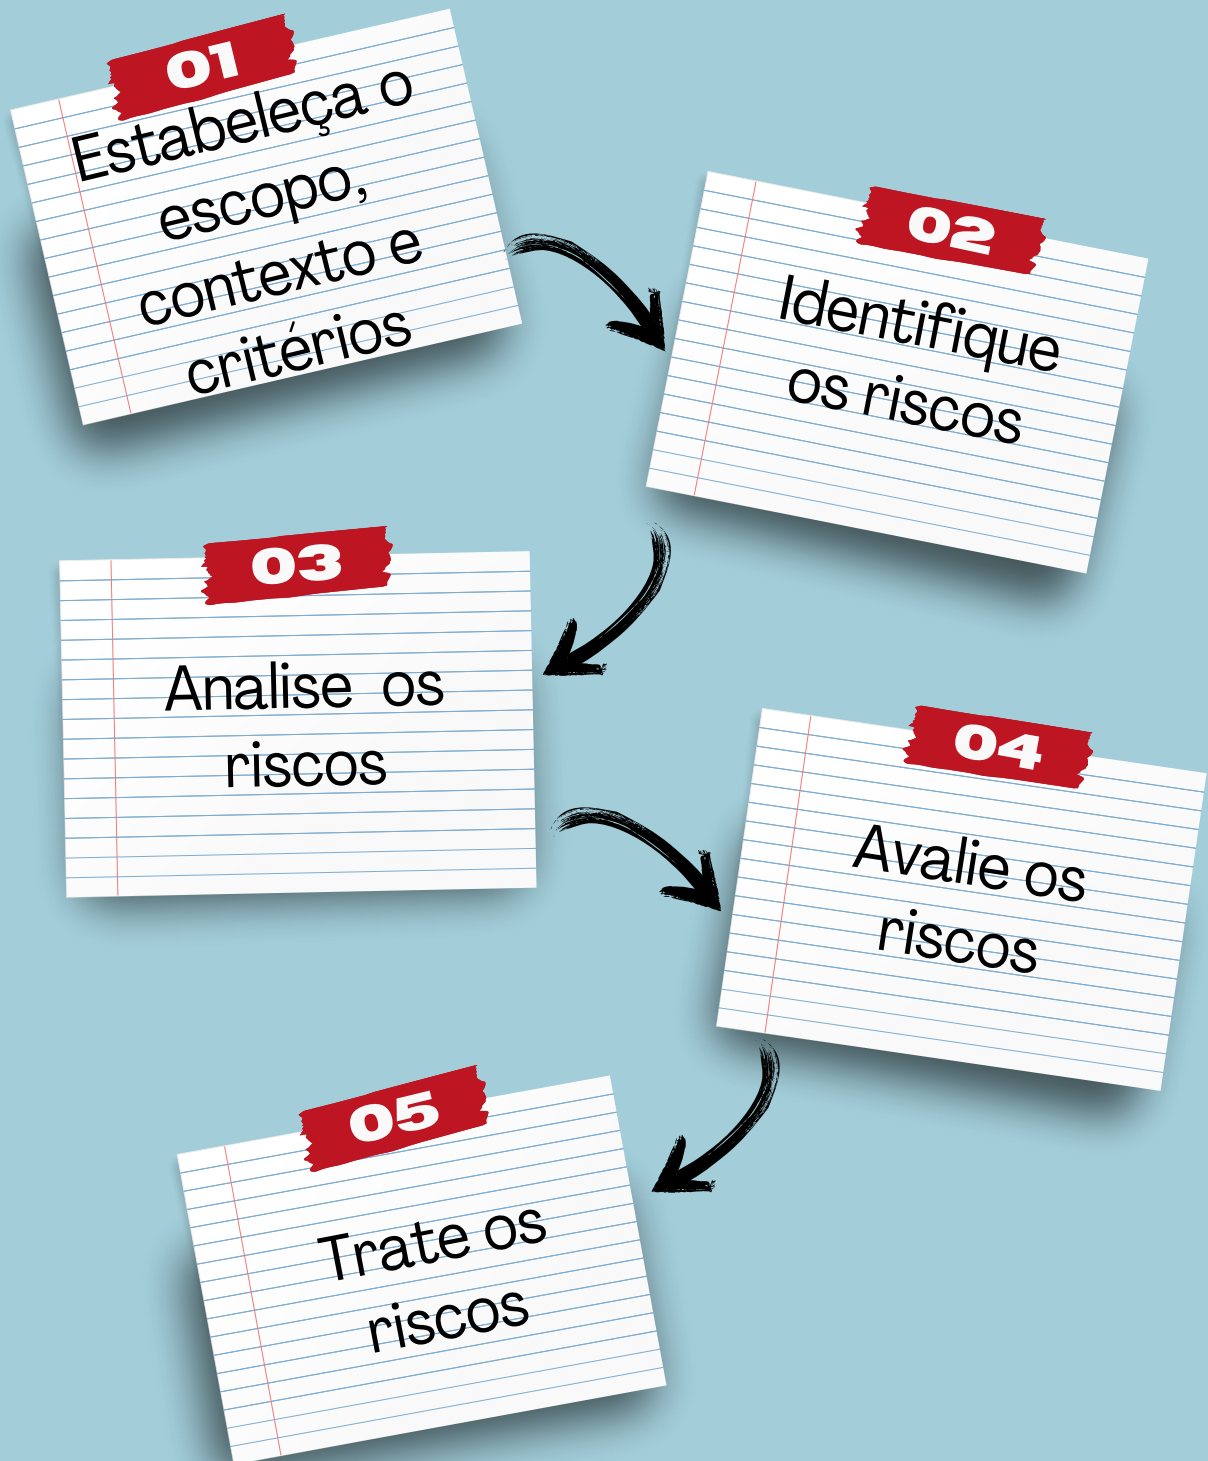 01
Estabeleça o
escopo,
contexto e
critérios
02
Identifique
os riscos
03
Analise os
riscos
04
Avalie os
riscos
05
Trate os
riscos